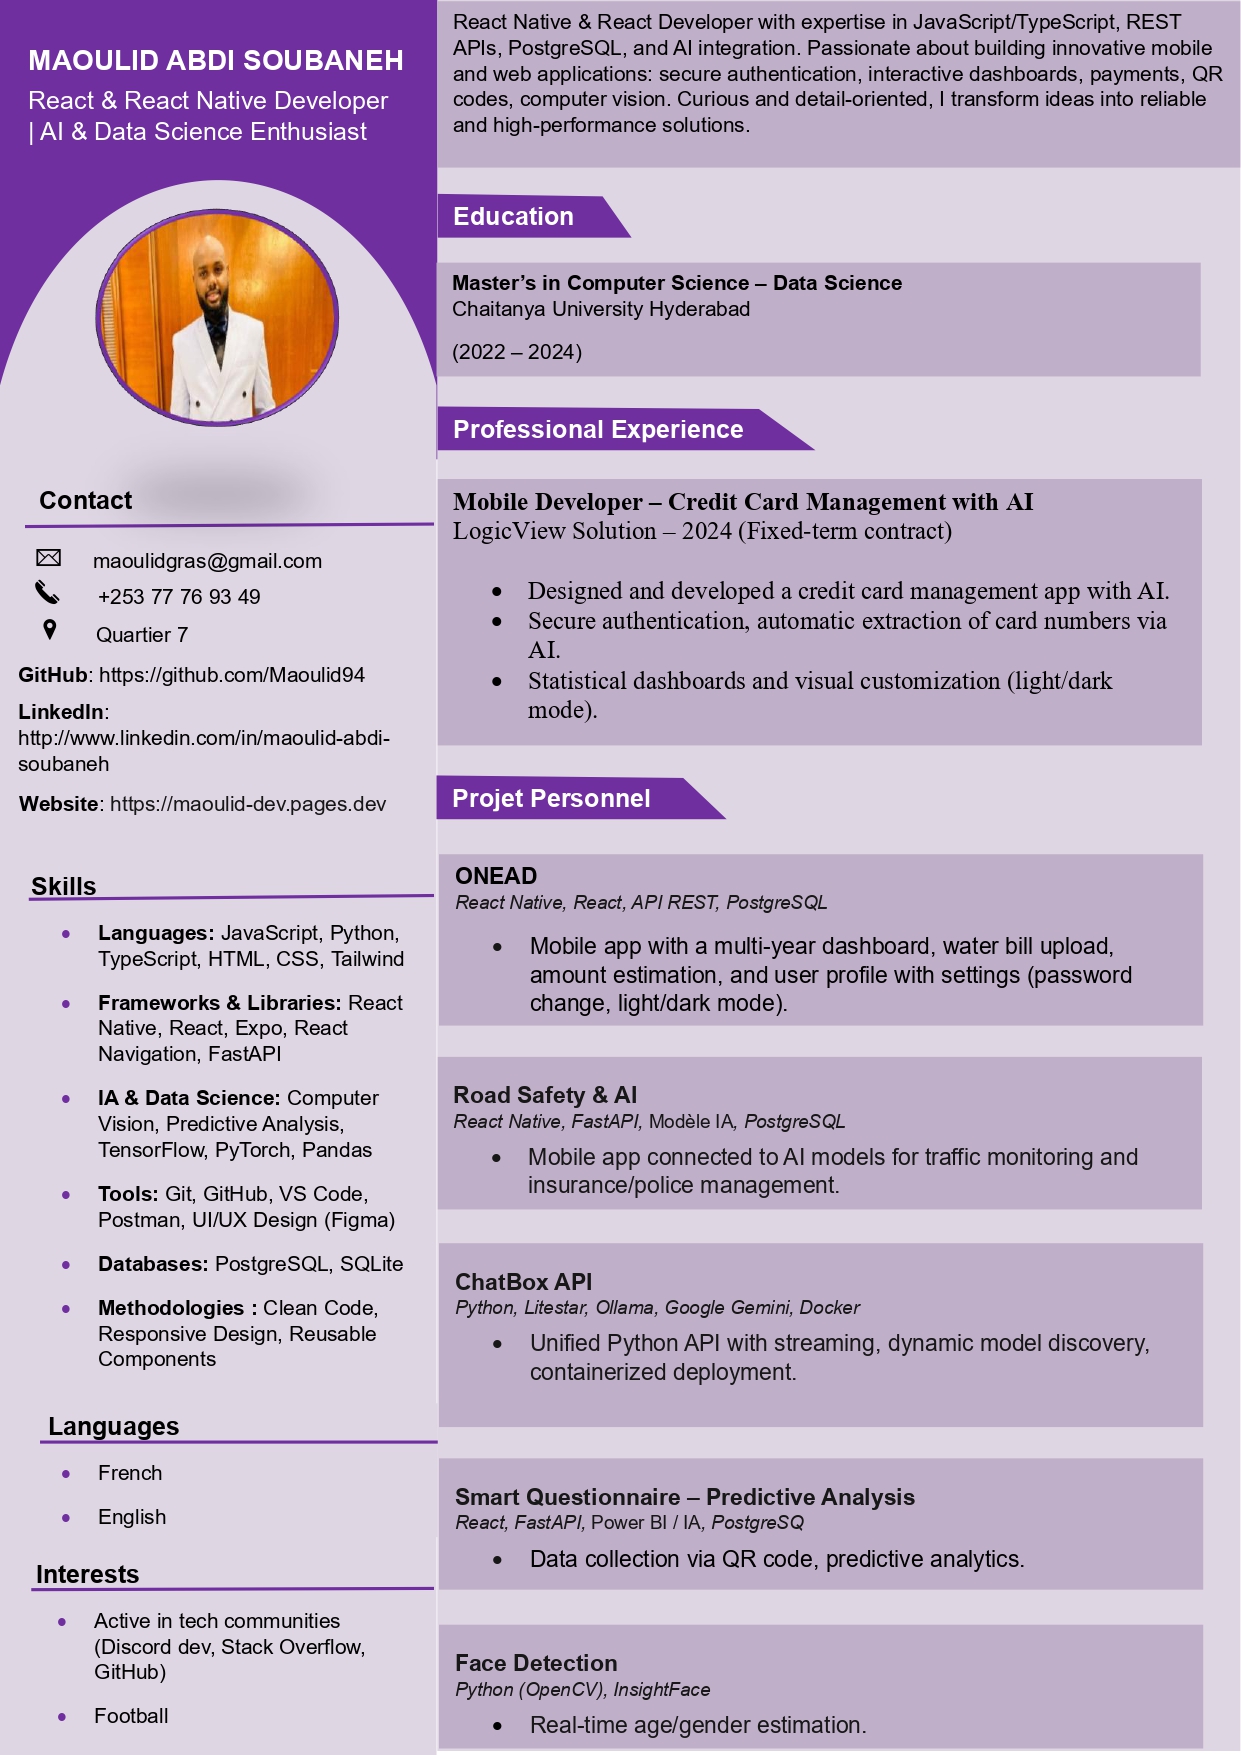 MAOULID ABDI SOUBANEH
React & React Native Developer
| AI & Data Science Enthusiast
Contact
maoulidgras@gmail.com
+253 77 76 93 49
Quartier 7
GitHub: https://github.com/Maoulid94
LinkedIn:
http://www.linkedin.com/in/maoulid-abdi-
soubaneh
Website: https://maoulid-dev.pages.dev
Skills
• Languages: JavaScript, Python,
TypeScript, HTML, CSS, Tailwind
• Frameworks & Libraries: React
Native, React, Expo, React
Navigation, FastAPI
• IA & Data Science: Computer
Vision, Predictive Analysis,
TensorFlow, PyTorch, Pandas
• Tools: Git, GitHub, VS Code,
Postman, UI/UX Design (Figma)
• Databases: PostgreSQL, SQLite
• Methodologies : Clean Code,
Responsive Design, Reusable
Components
Languages
• French
• English
Interests
• Active in tech communities
(Discord dev, Stack Overflow,
GitHub)
• Football
React Native & React Developer with expertise in JavaScript/TypeScript, REST
APIs, PostgreSQL, and AI integration. Passionate about building innovative mobile
and web applications: secure authentication, interactive dashboards, payments, QR
codes, computer vision. Curious and detail-oriented, I transform ideas into reliable
and high-performance solutions.
Education
Master’s in Computer Science – Data Science
Chaitanya University Hyderabad
(2022 – 2024)
Professional Experience
Mobile Developer – Credit Card Management with AI
LogicView Solution – 2024 (Fixed-term contract)
• Designed and developed a credit card management app with AI.
• Secure authentication, automatic extraction of card numbers via
AI.
• Statistical dashboards and visual customization (light/dark
mode).
Projet Personnel
ONEAD
React Native, React, API REST, PostgreSQL
• Mobile app with a multi-year dashboard, water bill upload,
amount estimation, and user profile with settings (password
change, light/dark mode).
Road Safety & AI
React Native, FastAPI, Modèle IA, PostgreSQL
• Mobile app connected to AI models for traffic monitoring and
insurance/police management.
ChatBox API
Python, Litestar, Ollama, Google Gemini, Docker
• Unified Python API with streaming, dynamic model discovery,
containerized deployment.
Smart Questionnaire – Predictive Analysis
React, FastAPI, Power BI / IA, PostgreSQ
• Data collection via QR code, predictive analytics.
Face Detection
Python (OpenCV), InsightFace
• Real-time age/gender estimation.